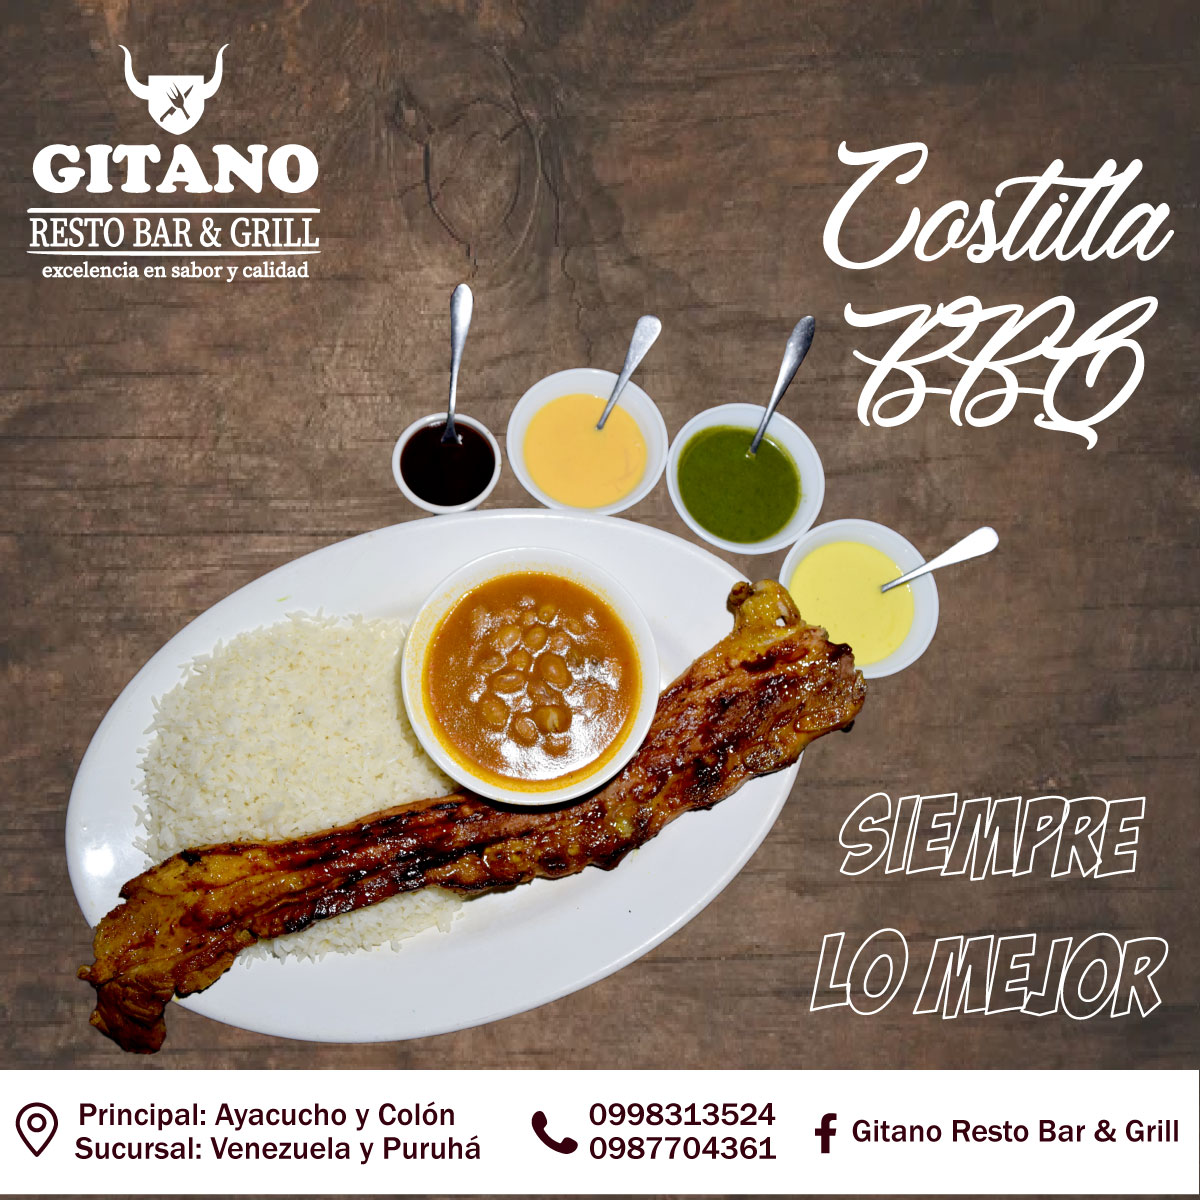 GITANO
RESTO BAR & GRILL
excelencia en sabor y calidad
Costilla
BBQ
SIEMPRE
LO MEJOR
Principal: Ayacucho y Colón
Sucursal: Venezuela y Puruhá
0998313524
0987704361
Gitano Resto Bar & Grill